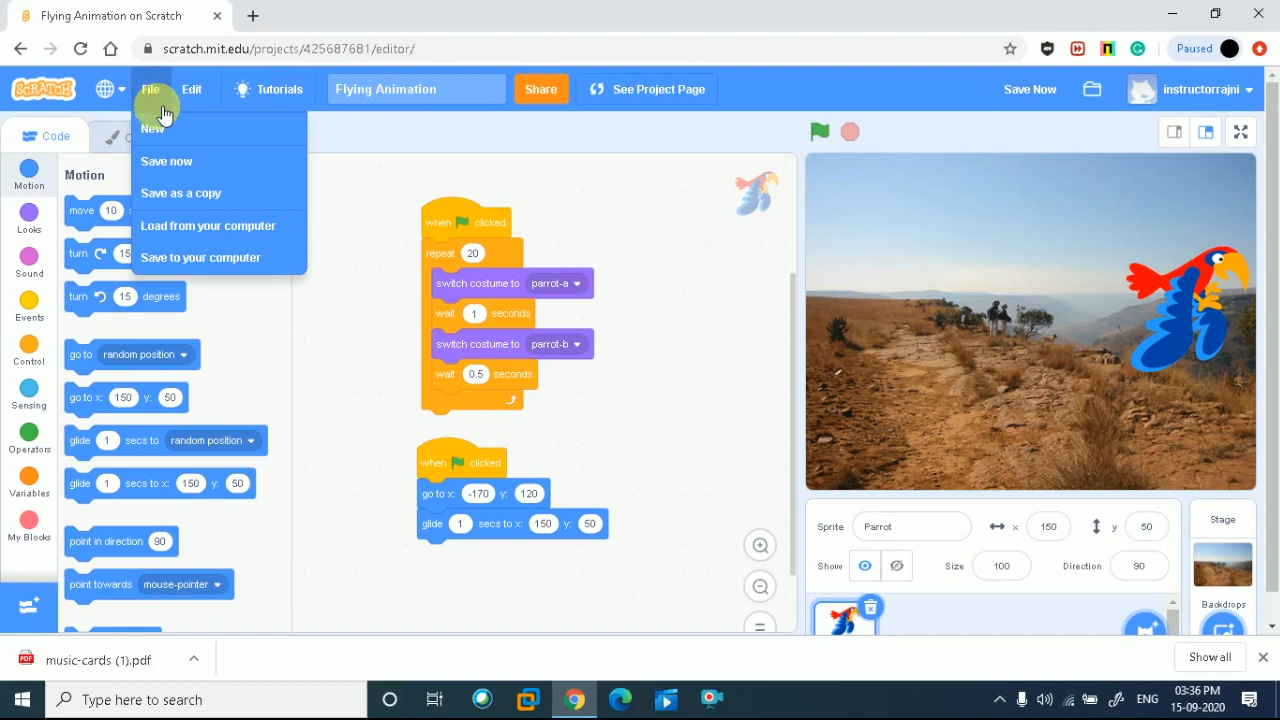 Flying Animation on Scratch
scratch.mit.edu/projects/425687681/editor/
Paused
SCRATCH
File
Edit
Tutorials
Flying Animation
Share
See Project Page
Save Now
instructorrajni
Code
New
Save now
Save as a copy
Load from your computer
Save to your computer
Motion
Looks
Sound
Events
Control
Sensing
Operators
Variables
My Blocks
Motion
move 10
turn 15
turn 15 degrees
go to random position
go to x: 150 y: 50
glide 1 secs to random position
glide 1 secs to x: 150 y: 50
point in direction 90
point towards mouse-pointer
when clicked
repeat 20
switch costume to parrot-a
wait 1 seconds
switch costume to parrot-b
wait 0.5 seconds
when clicked
go to x: -170 y: 120
glide 1 secs to x: 150 y: 50
Sprite Parrot x 150 y 50
Show Size 100 Direction 90
Stage
Backdrops
music-cards (1).pdf
Show all
Type here to search
ENG
03:36 PM
15-09-2020